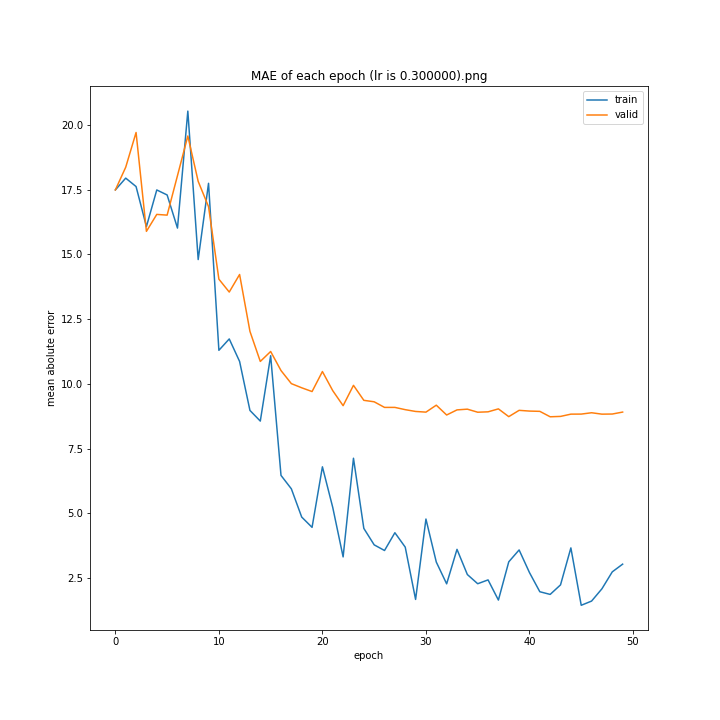 MAE of each epoch (lr is 0.300000).png
train
valid
20.0
17.5
15.0
12.5
10.0
7.5
5.0
2.5
mean abolute error
0
10
20
30
40
50
epoch